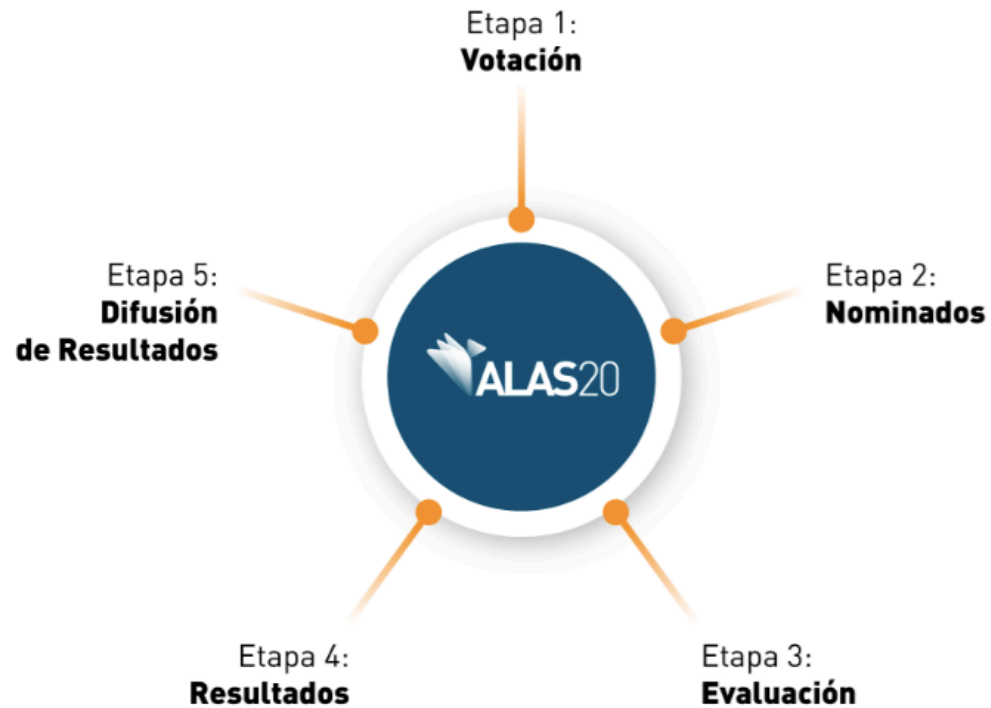 Etapa 1:
Votación
Etapa 5:
Difusión
de Resultados
Etapa 2:
Nominados
ALAS20
Etapa 4:
Resultados
Etapa 3:
Evaluación